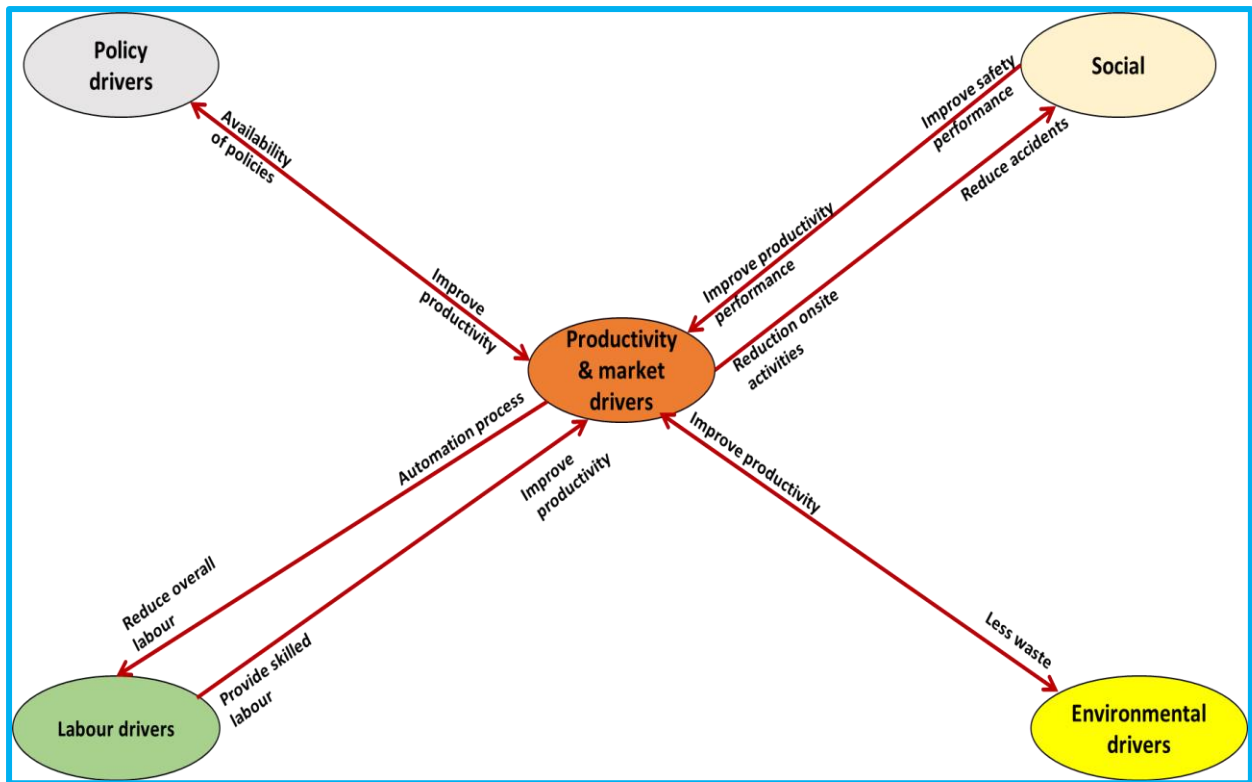 Policy
drivers
Social
Availability
of policies
Improve
productivity
Improve safety
performance
Improve productivity
performance
Reduce accidents
Reduction onsite
activities
Productivity
& market
drivers
Automation process
Reduce overall
labour
Improve
productivity
Provide skilled
labour
Improve productivity
Less waste
Labour drivers
Environmental
drivers